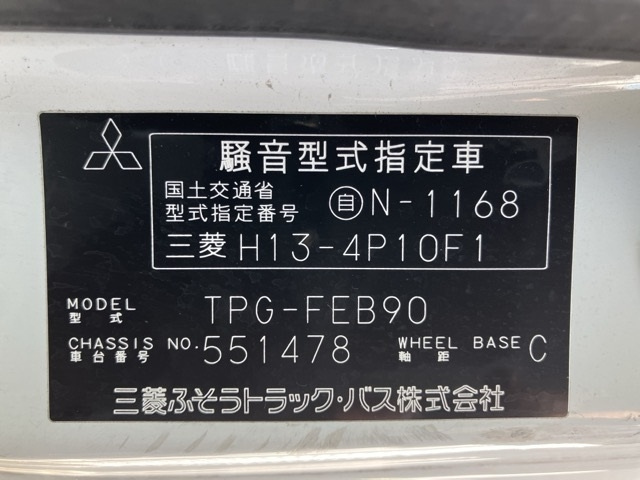 騒音型式指定車
国土交通省
型式指定番号 自N-1168
三菱 H13-4P10F1
MODEL
型式 TPG-FEB90
CHASSIS NO.
車台番号 551478 WHEEL BASE
軸距 C
三菱ふそうトラック・バス株式会社